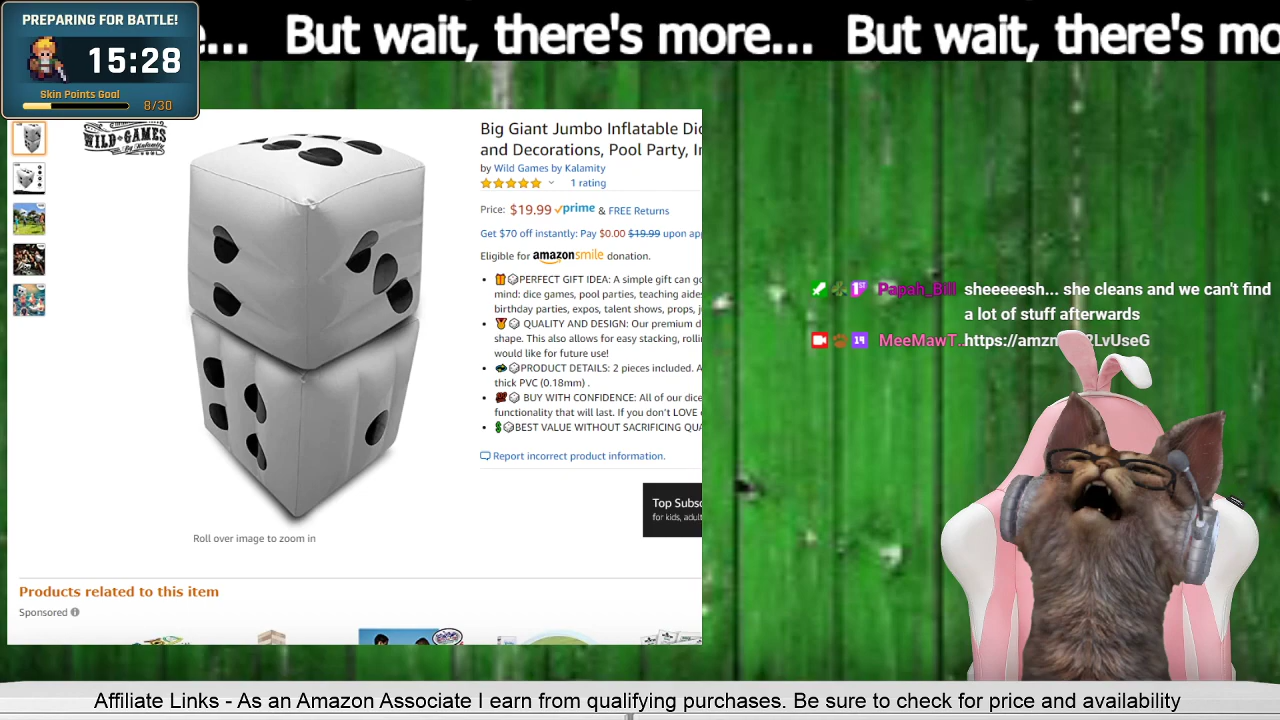 PREPARING FOR BATTLE!
15:28
Skin Points Goal
8/30
e... But wait, there's more... But wait, there's mo
WILD GAMES
Big Giant Jumbo Inflatable Di
and Decorations, Pool Party, I
by Wild Games by Kalamity
1 rating
Price: $19.99 prime & FREE Returns
Get $70 off instantly: Pay $0.00 $19.99 upon ap
Eligible for amazonsmile donation.
PERFECT GIFT IDEA: A simple gift can g
mind: dice games, pool parties, teaching aides
birthday parties, expos, talent shows, props, j
QUALITY AND DESIGN: Our premium d
shape. This also allows for easy stacking, rolli
would like for future use!
PRODUCT DETAILS: 2 pieces included. A
thick PVC (0.18mm) .
BUY WITH CONFIDENCE: All of our dice
functionality that will last. If you don't LOVE
BEST VALUE WITHOUT SACRIFICING QUA
Report incorrect product information.
Top Subsc
for kids, adul
Roll over image to zoom in
Products related to this item
Sponsored
1ST Papah_Bill sheeeeesh... she cleans and we can't find
a lot of stuff afterwards
19 MeeMawT... https://amzn 2LvUseG
Affiliate Links - As an Amazon Associate I earn from qualifying purchases. Be sure to check for price and availability